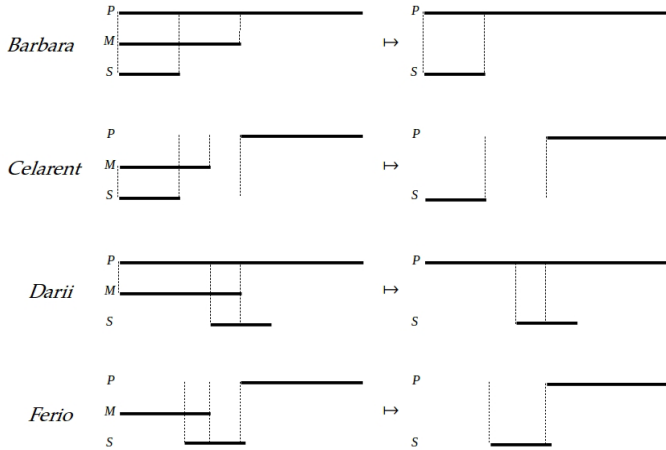 P P
Barbara M ↦
S S
P P
Celarent M ↦
S S
P P
Darii M ↦
S S
P P
Ferio M ↦
S S